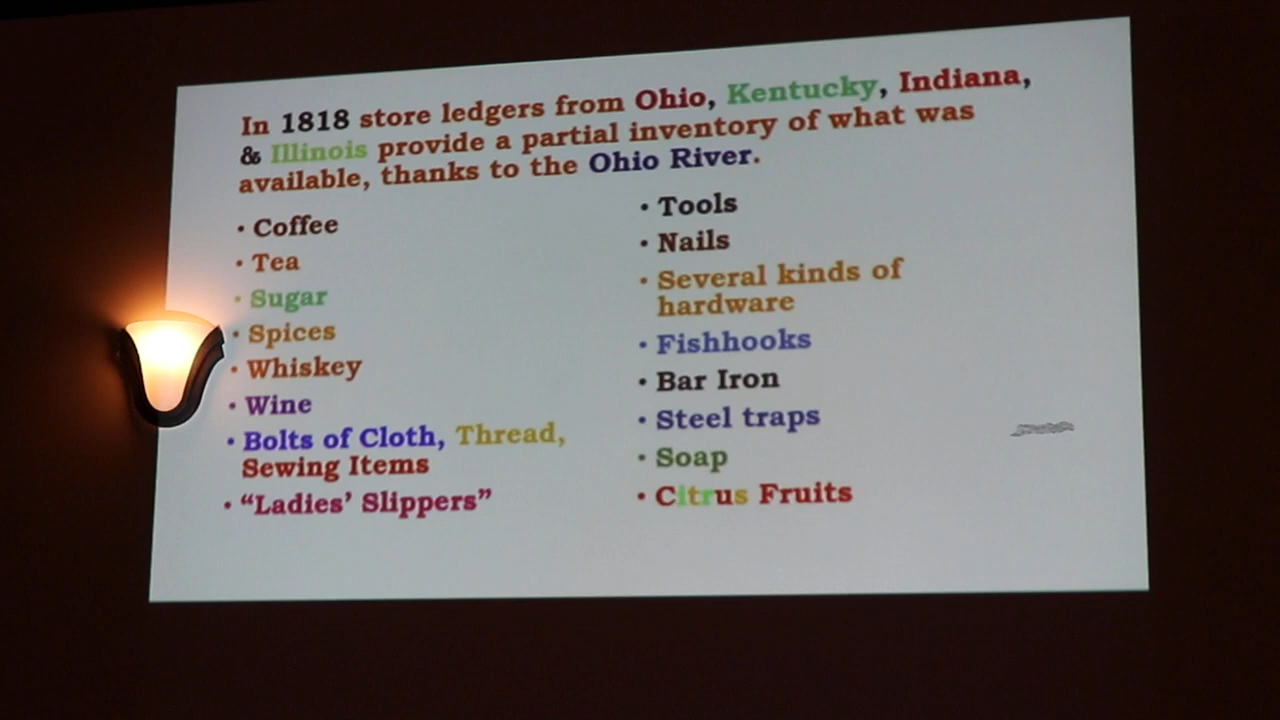 In 1818 store ledgers from Ohio, Kentucky, Indiana,
& Illinois provide a partial inventory of what was
available, thanks to the Ohio River.
• Coffee
• Tea
• Sugar
• Spices
• Whiskey
• Wine
• Bolts of Cloth, Thread,
Sewing Items
• “Ladies’ Slippers”
• Tools
• Nails
• Several kinds of
hardware
• Fishhooks
• Bar Iron
• Steel traps
• Soap
• Citrus Fruits